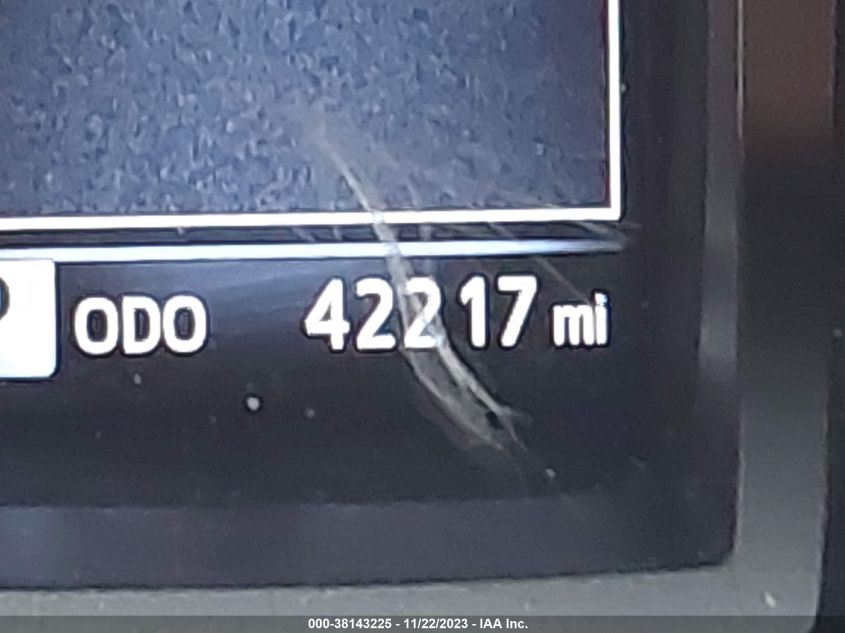 ODO 42217 mi
000-38143225 - 11/22/2023 - IAA Inc.